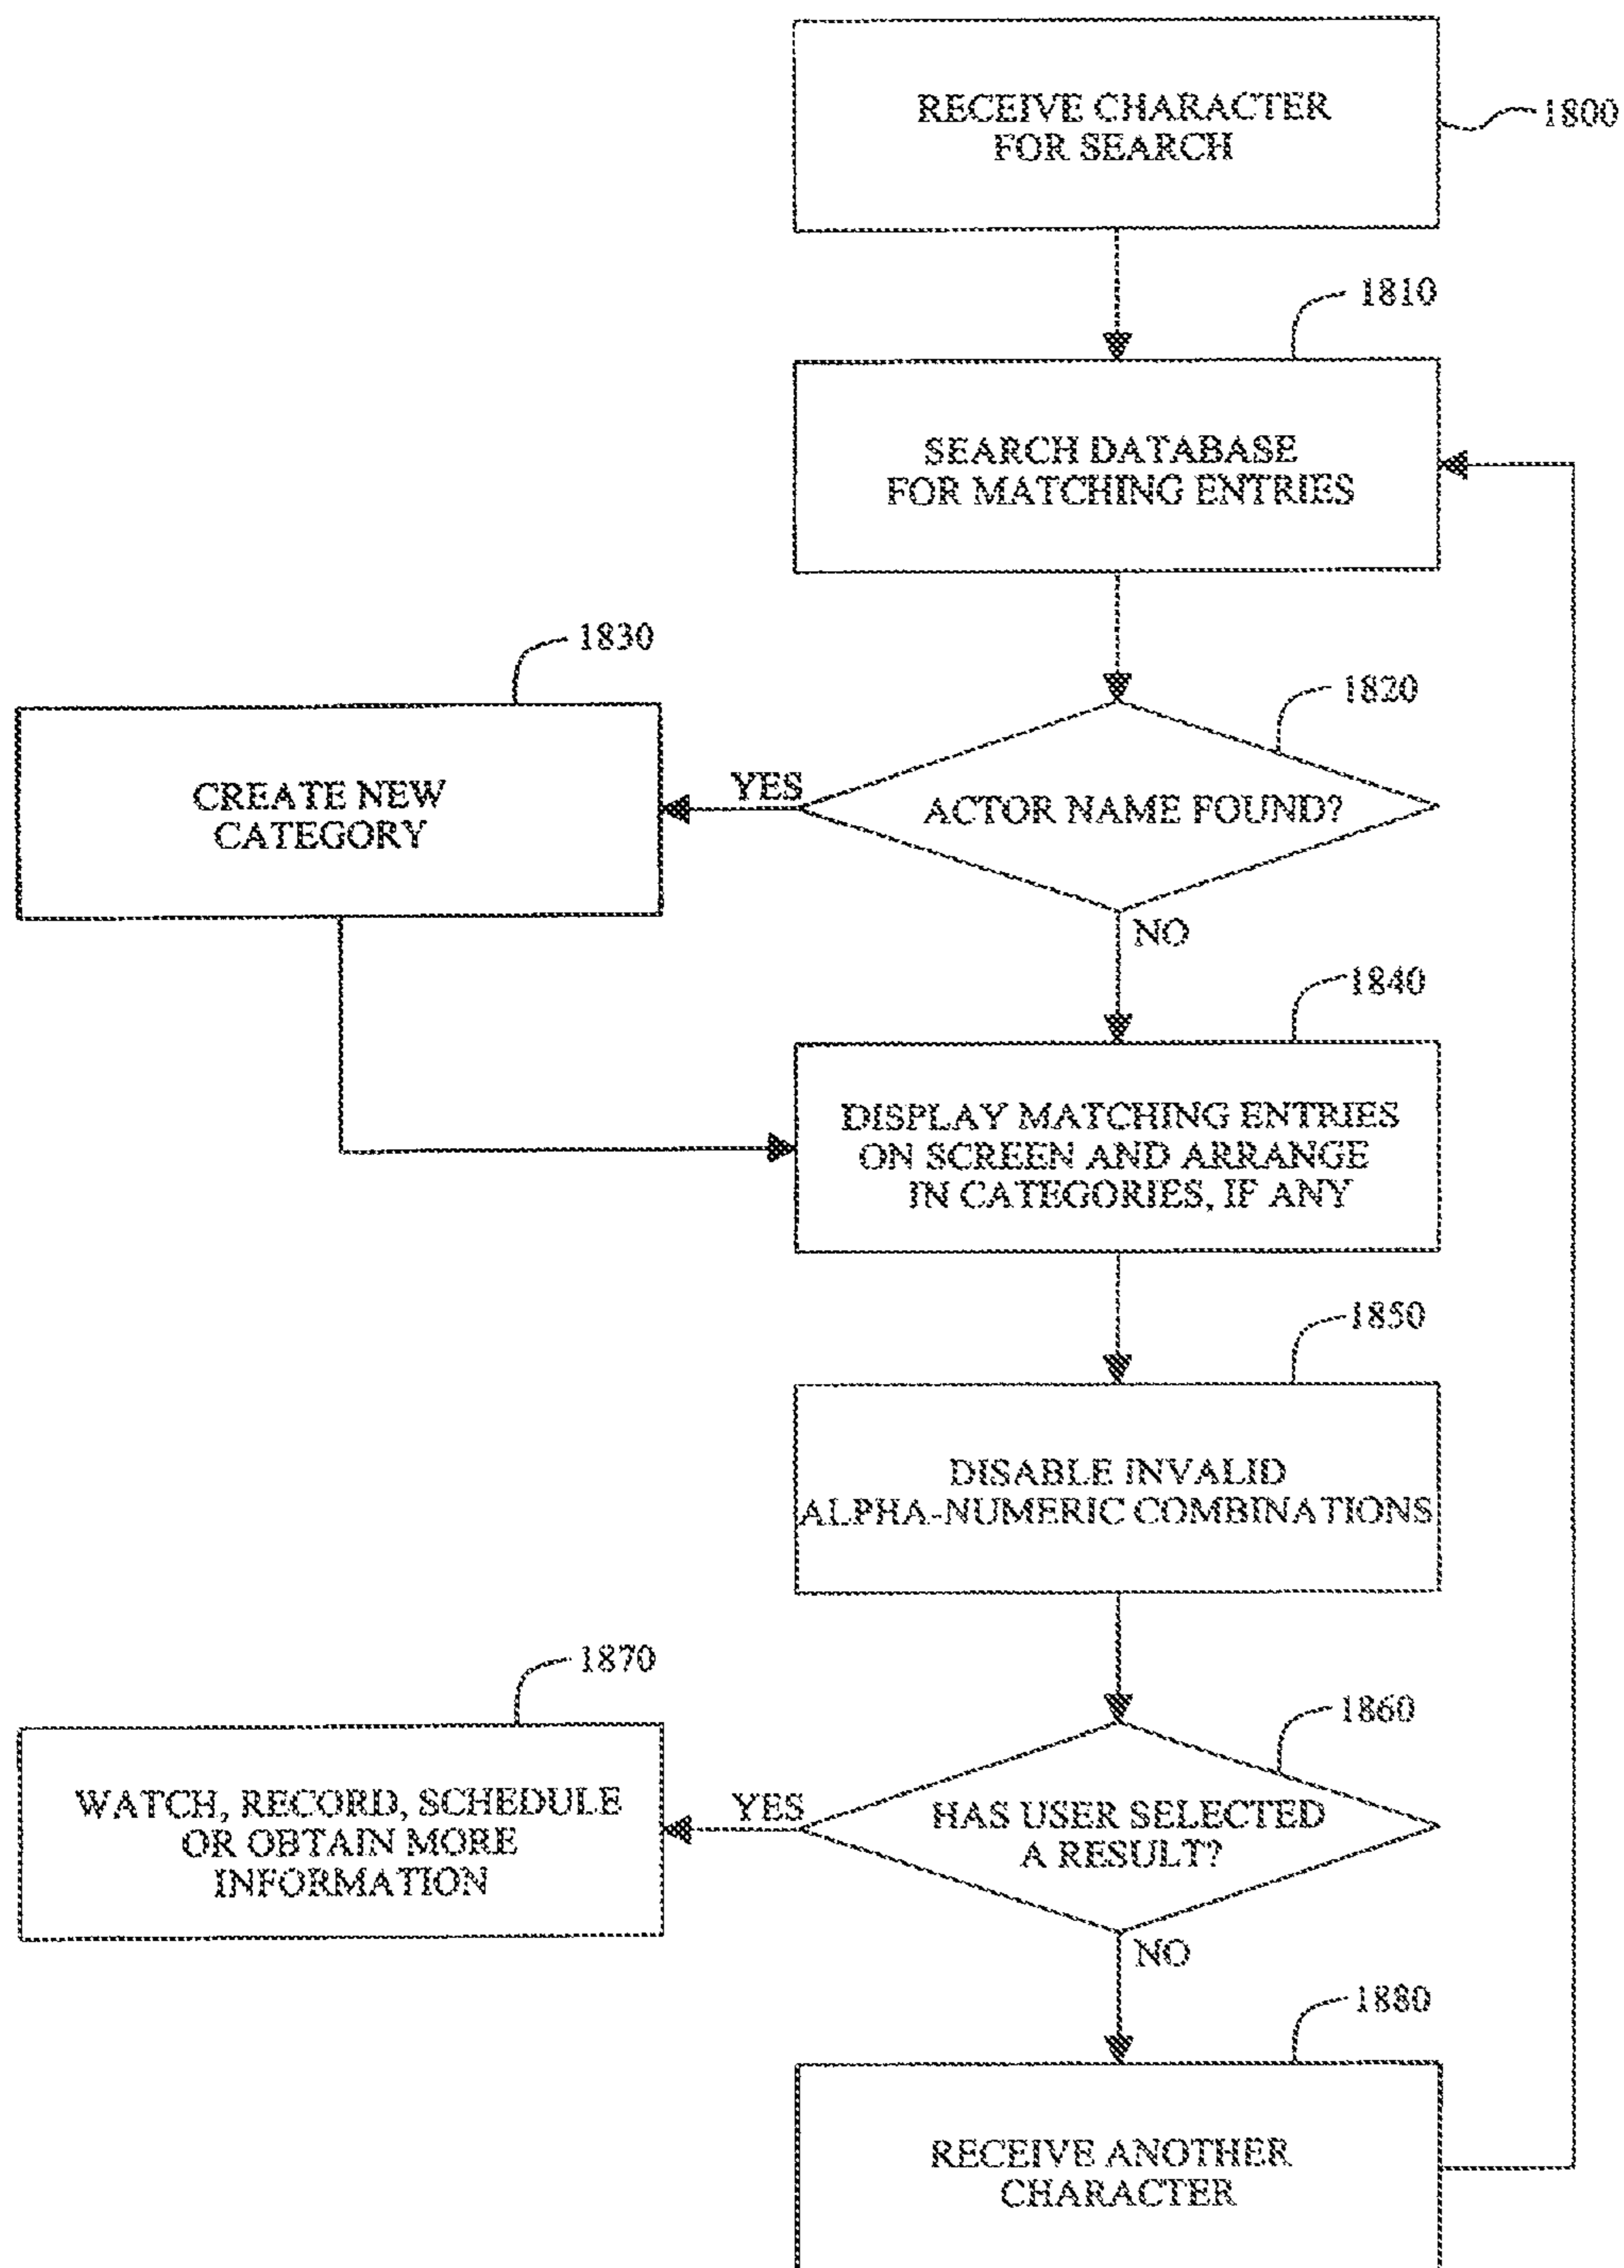 RECEIVE CHARACTER
FOR SEARCH
1800
1810
SEARCH DATABASE
FOR MATCHING ENTRIES
1830
1820
CREATE NEW
CATEGORY
YES
ACTOR NAME FOUND?
NO
1840
DISPLAY MATCHING ENTRIES
ON SCREEN AND ARRANGE
IN CATEGORIES, IF ANY
1850
DISABLE INVALID
ALPHA-NUMERIC COMBINATIONS
1870
1860
WATCH, RECORD, SCHEDULE
OR OBTAIN MORE
INFORMATION
YES
HAS USER SELECTED
A RESULT?
NO
1880
RECEIVE ANOTHER
CHARACTER